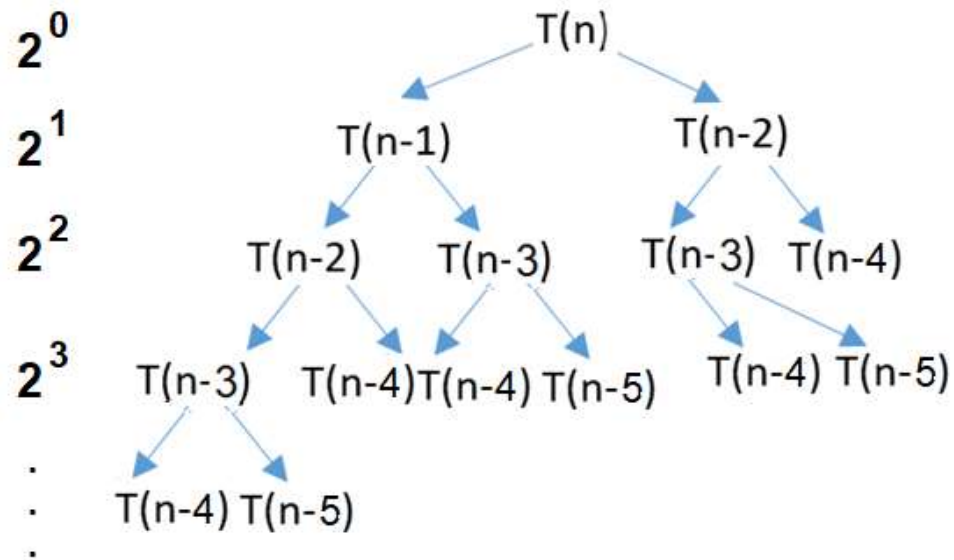 2^0 T(n)
2^1 T(n-1) T(n-2)
2^2 T(n-2) T(n-3) T(n-3) T(n-4)
2^3 T(n-3) T(n-4) T(n-4) T(n-5) T(n-4) T(n-5)
.
. T(n-4) T(n-5)
.